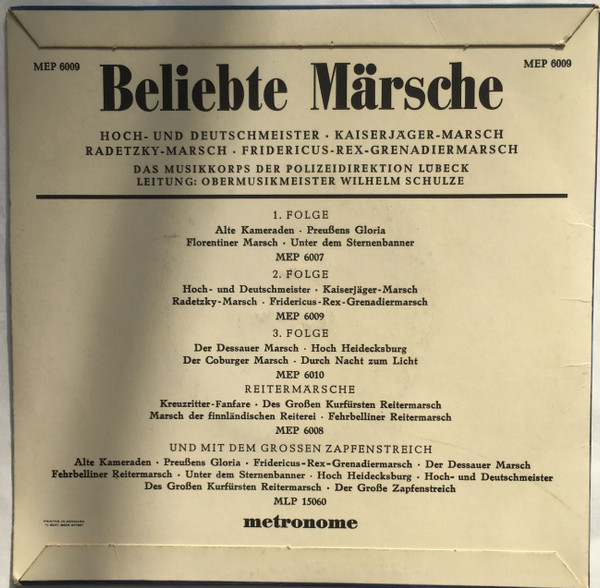 MEP 6009
MEP 6009
Beliebte Märsche
HOCH- UND DEUTSCHMEISTER · KAISERJÄGER-MARSCH
RADETZKY-MARSCH · FRIDERICUS-REX-GRENADIERMARSCH
DAS MUSIKKORPS DER POLIZEIDIREKTION LÜBECK
LEITUNG: OBERMUSIKMEISTER WILHELM SCHULZE
1. FOLGE
Alte Kameraden · Preußens Gloria
Florentiner Marsch · Unter dem Sternenbanner
MEP 6007
2. FOLGE
Hoch- und Deutschmeister · Kaiserjäger-Marsch
Radetzky-Marsch · Fridericus-Rex-Grenadiermarsch
MEP 6009
3. FOLGE
Der Dessauer Marsch · Hoch Heidecksburg
Der Coburger Marsch · Durch Nacht zum Licht
MEP 6010
REITERMÄRSCHE
Kreuzritter-Fanfare · Des Großen Kurfürsten Reitermarsch
Marsch der finnländischen Reiterei · Fehrbelliner Reitermarsch
MEP 6008
UND MIT DEM GROSSEN ZAPFENSTREICH
Alte Kameraden · Preußens Gloria · Fridericus-Rex-Grenadiermarsch · Der Dessauer Marsch
Fehrbelliner Reitermarsch · Unter dem Sternenbanner · Hoch Heidecksburg · Hoch- und Deutschmeister
Des Großen Kurfürsten Reitermarsch · Der Große Zapfenstreich
MLP 15060
metronome